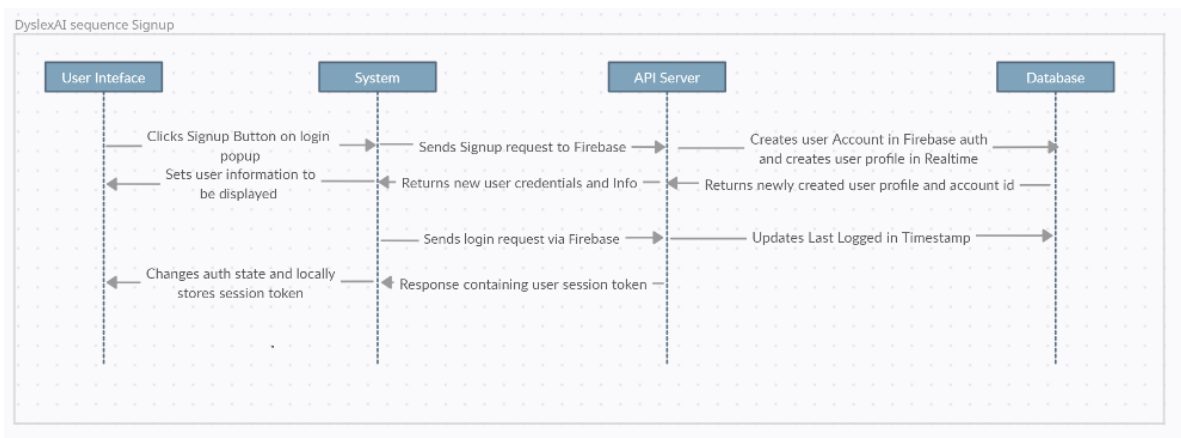 DyslexAI sequence Signup
User Inteface
System
API Server
Database
Clicks Signup Button on login
popup
Sends Signup request to Firebase
Creates user Account in Firebase auth
and creates user profile in Realtime
Sets user information to
be displayed
Returns new user credentials and Info
Returns newly created user profile and account id
Sends login request via Firebase
Updates Last Logged in Timestamp
Changes auth state and locally
stores session token
Response containing user session token